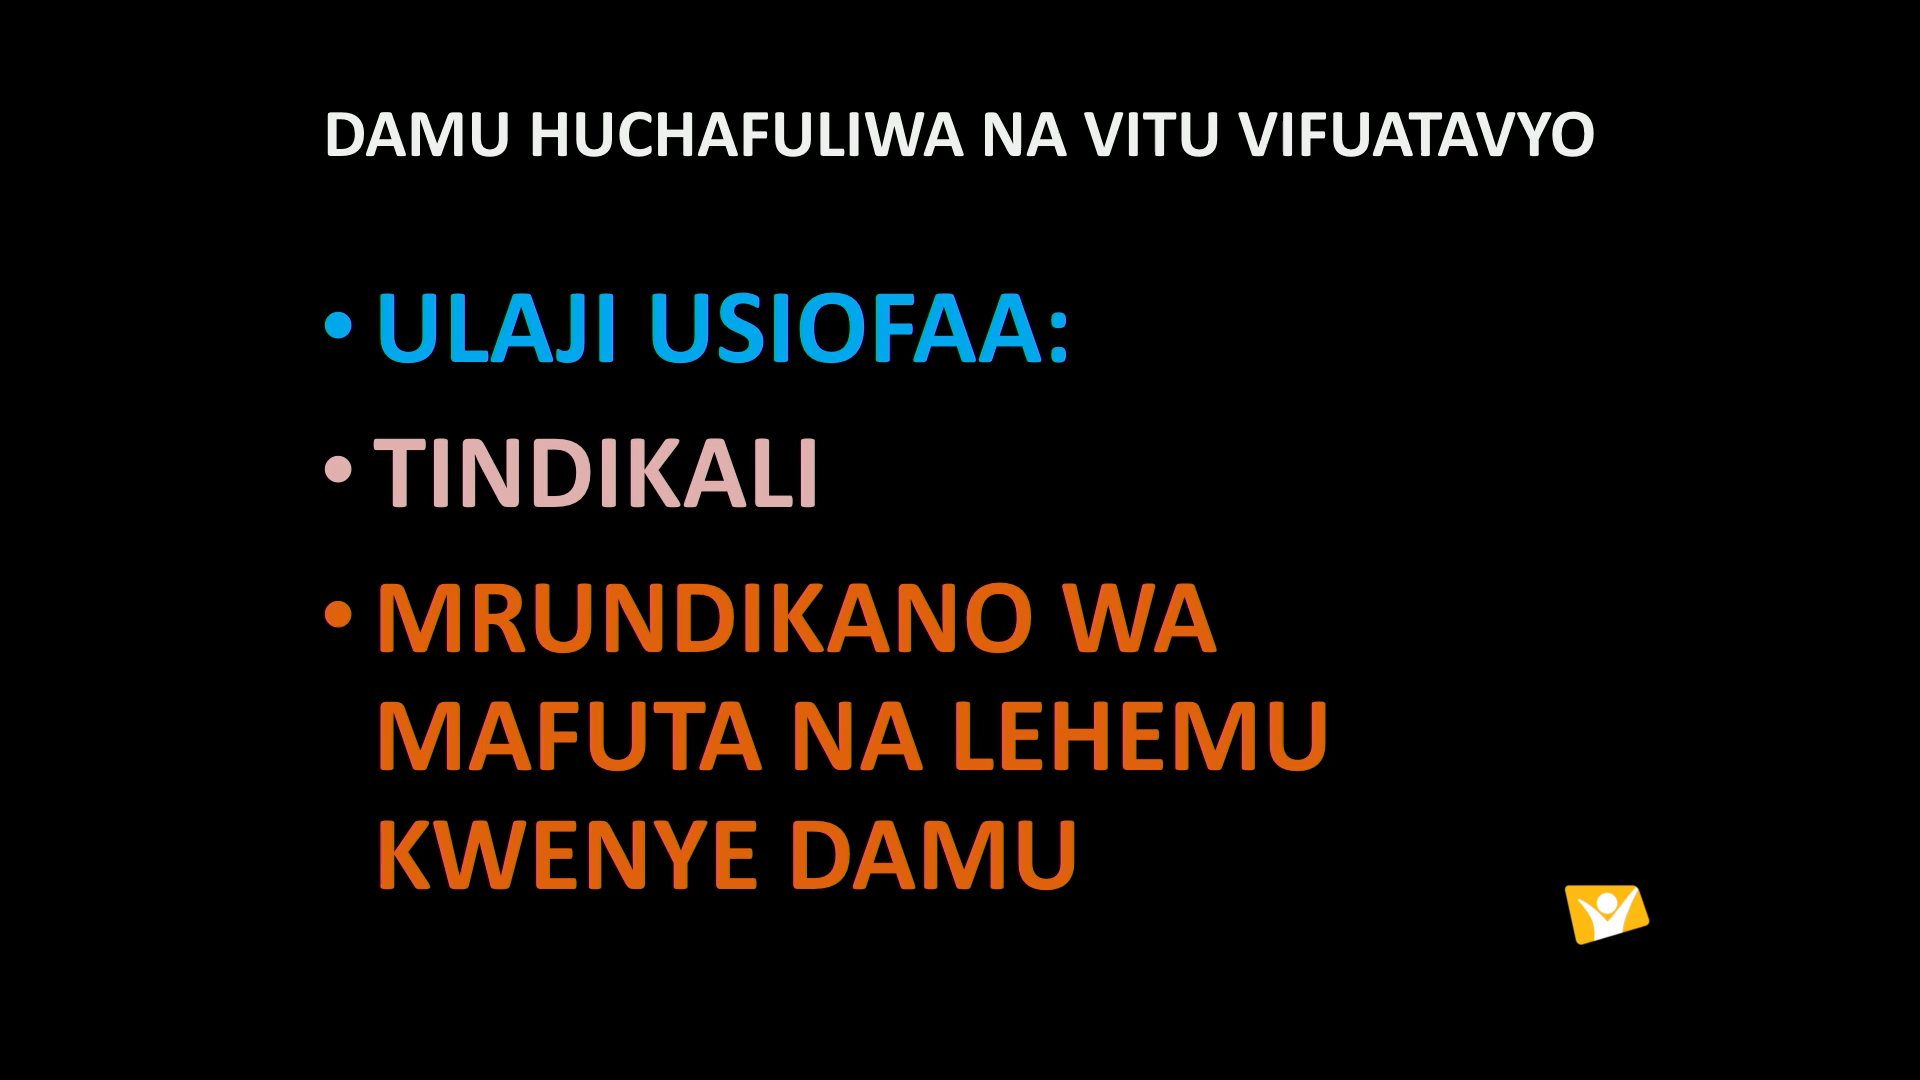 DAMU HUCHAFULIWA NA VITU VIFUATAVYO
• ULAJI USIOFAA:
• TINDIKALI
• MRUNDIKANO WA
MAFUTA NA LEHEMU
KWENYE DAMU